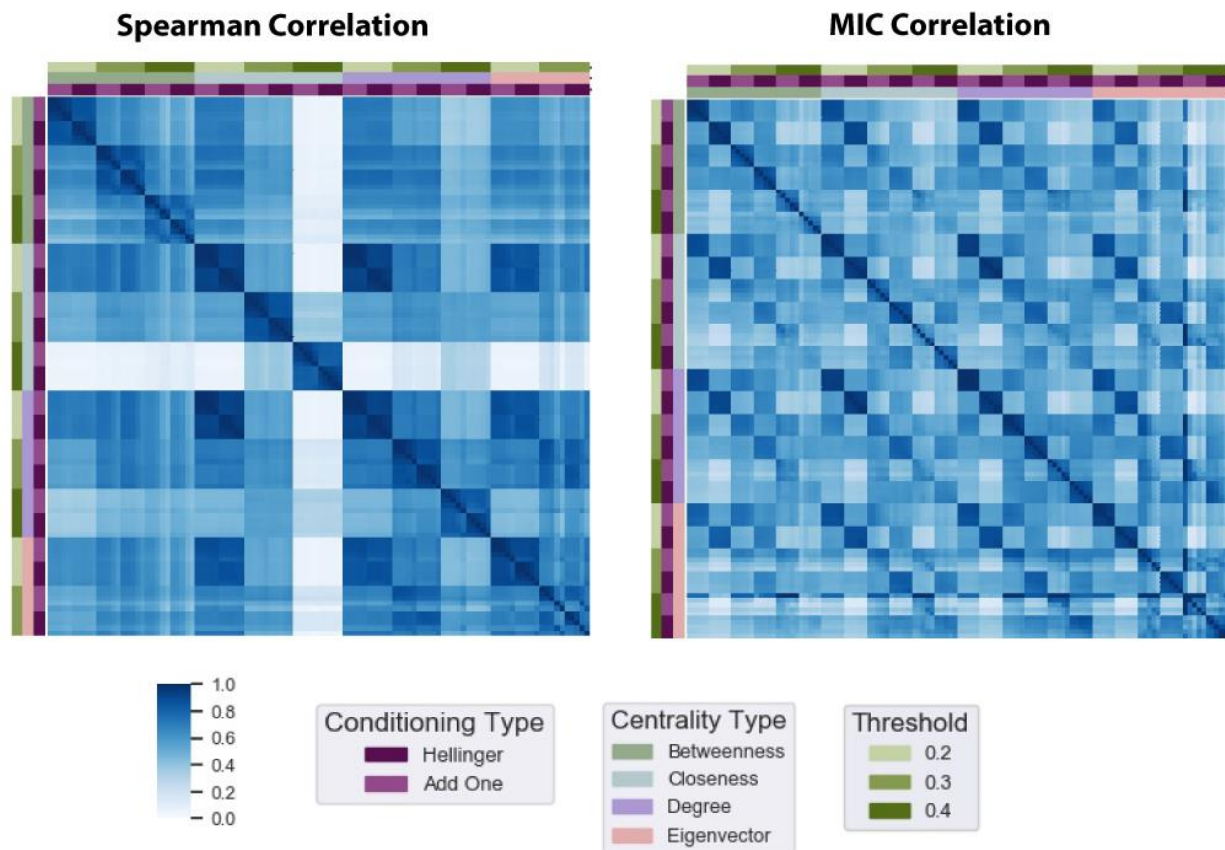 Spearman Correlation
MIC Correlation
1.0
0.8
0.6
0.4
0.2
0.0
Conditioning Type
Hellinger
Add One
Centrality Type
Betweenness
Closeness
Degree
Eigenvector
Threshold
0.2
0.3
0.4